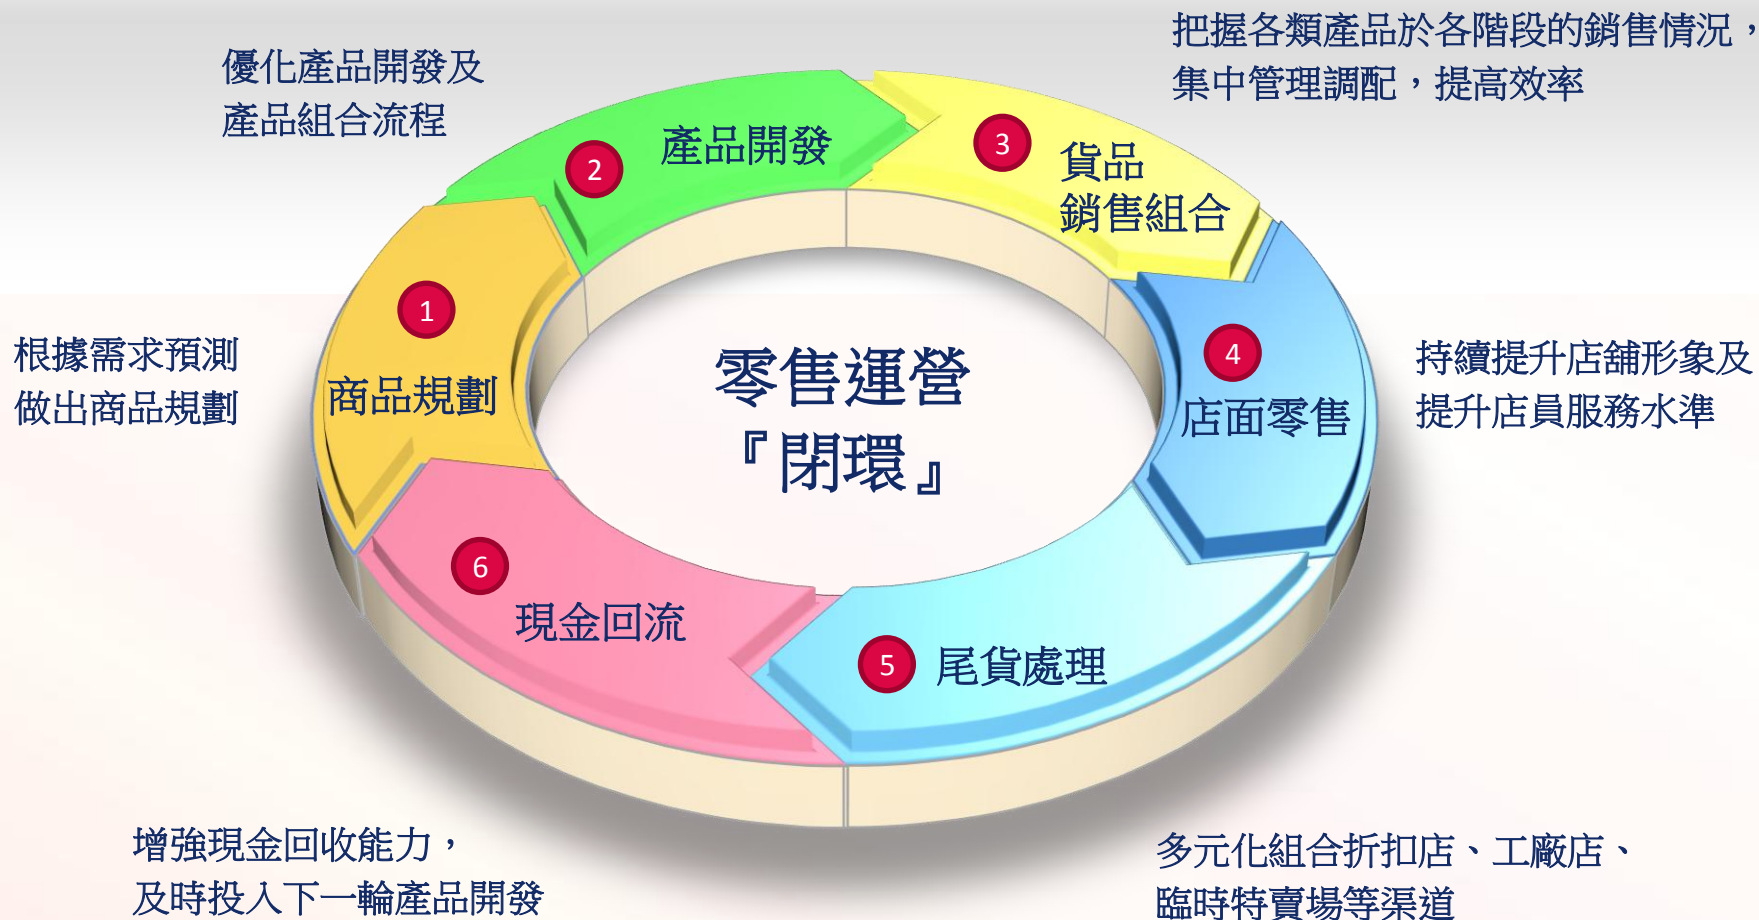 把握各類產品於各階段的銷售情況，
集中管理調配，提高效率
優化產品開發及
產品組合流程
2
產品開發
3
貨品
銷售組合
1
商品規劃
根據需求預測
做出商品規劃
零售運營
『閉環』
4
店面零售
持續提升店舖形象及
提升店員服務水準
6
現金回流
5
尾貨處理
增強現金回收能力，
及時投入下一輪產品開發
多元化組合折扣店、工廠店、
臨時特賣場等渠道